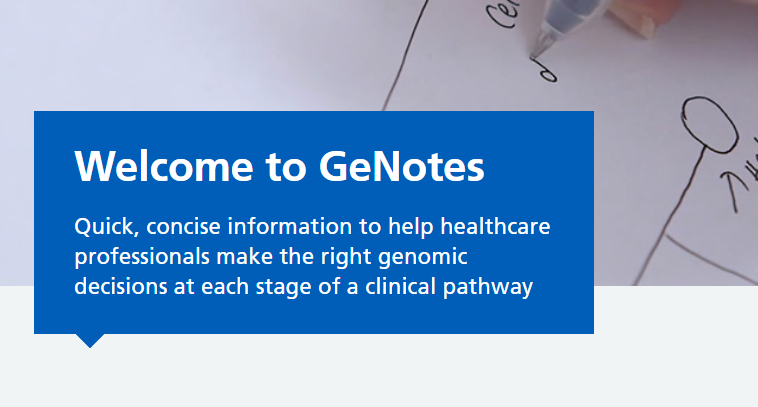 Welcome to GeNotes
Quick, concise information to help healthcare
professionals make the right genomic
decisions at each stage of a clinical pathway